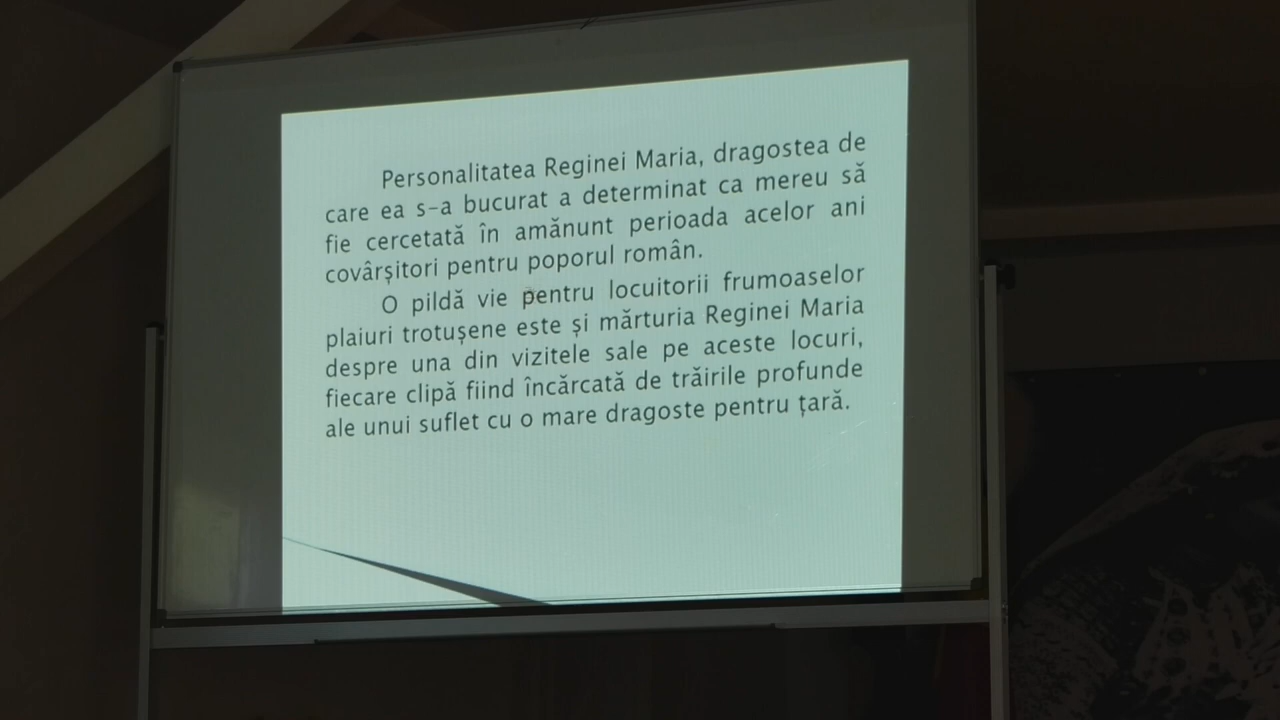 Personalitatea Reginei Maria, dragostea de
care ea s-a bucurat a determinat ca mereu să
fie cercetată în amănunt perioada acelor ani
covârșitori pentru poporul român.
O pildă vie pentru locuitorii frumoaselor
plaiuri trotușene este și mărturia Reginei Maria
despre una din vizitele sale pe aceste locuri,
fiecare clipă fiind încărcată de trăirile profunde
ale unui suflet cu o mare dragoste pentru țară.